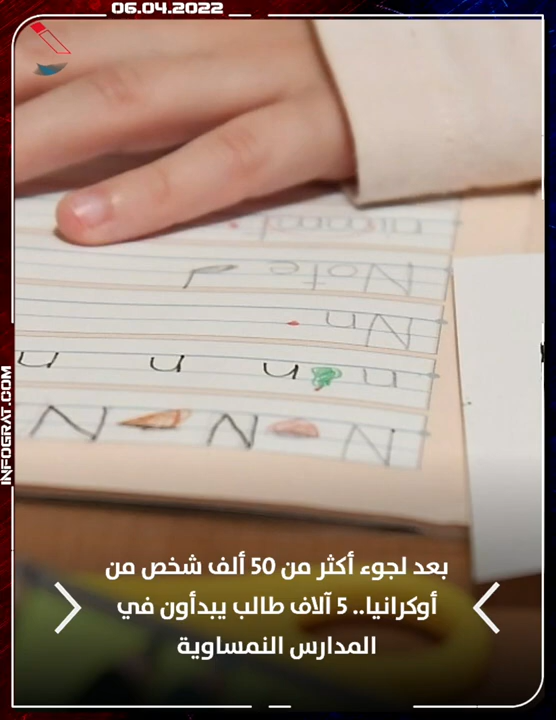 06.04.2022
INFOGRAT.COM
nimm
Note
Nn
n n n n
N N N
بعد لجوء أكثر من 50 ألف شخص من
أوكرانيا.. 5 آلاف طالب يبدأون في
المدارس النمساوية